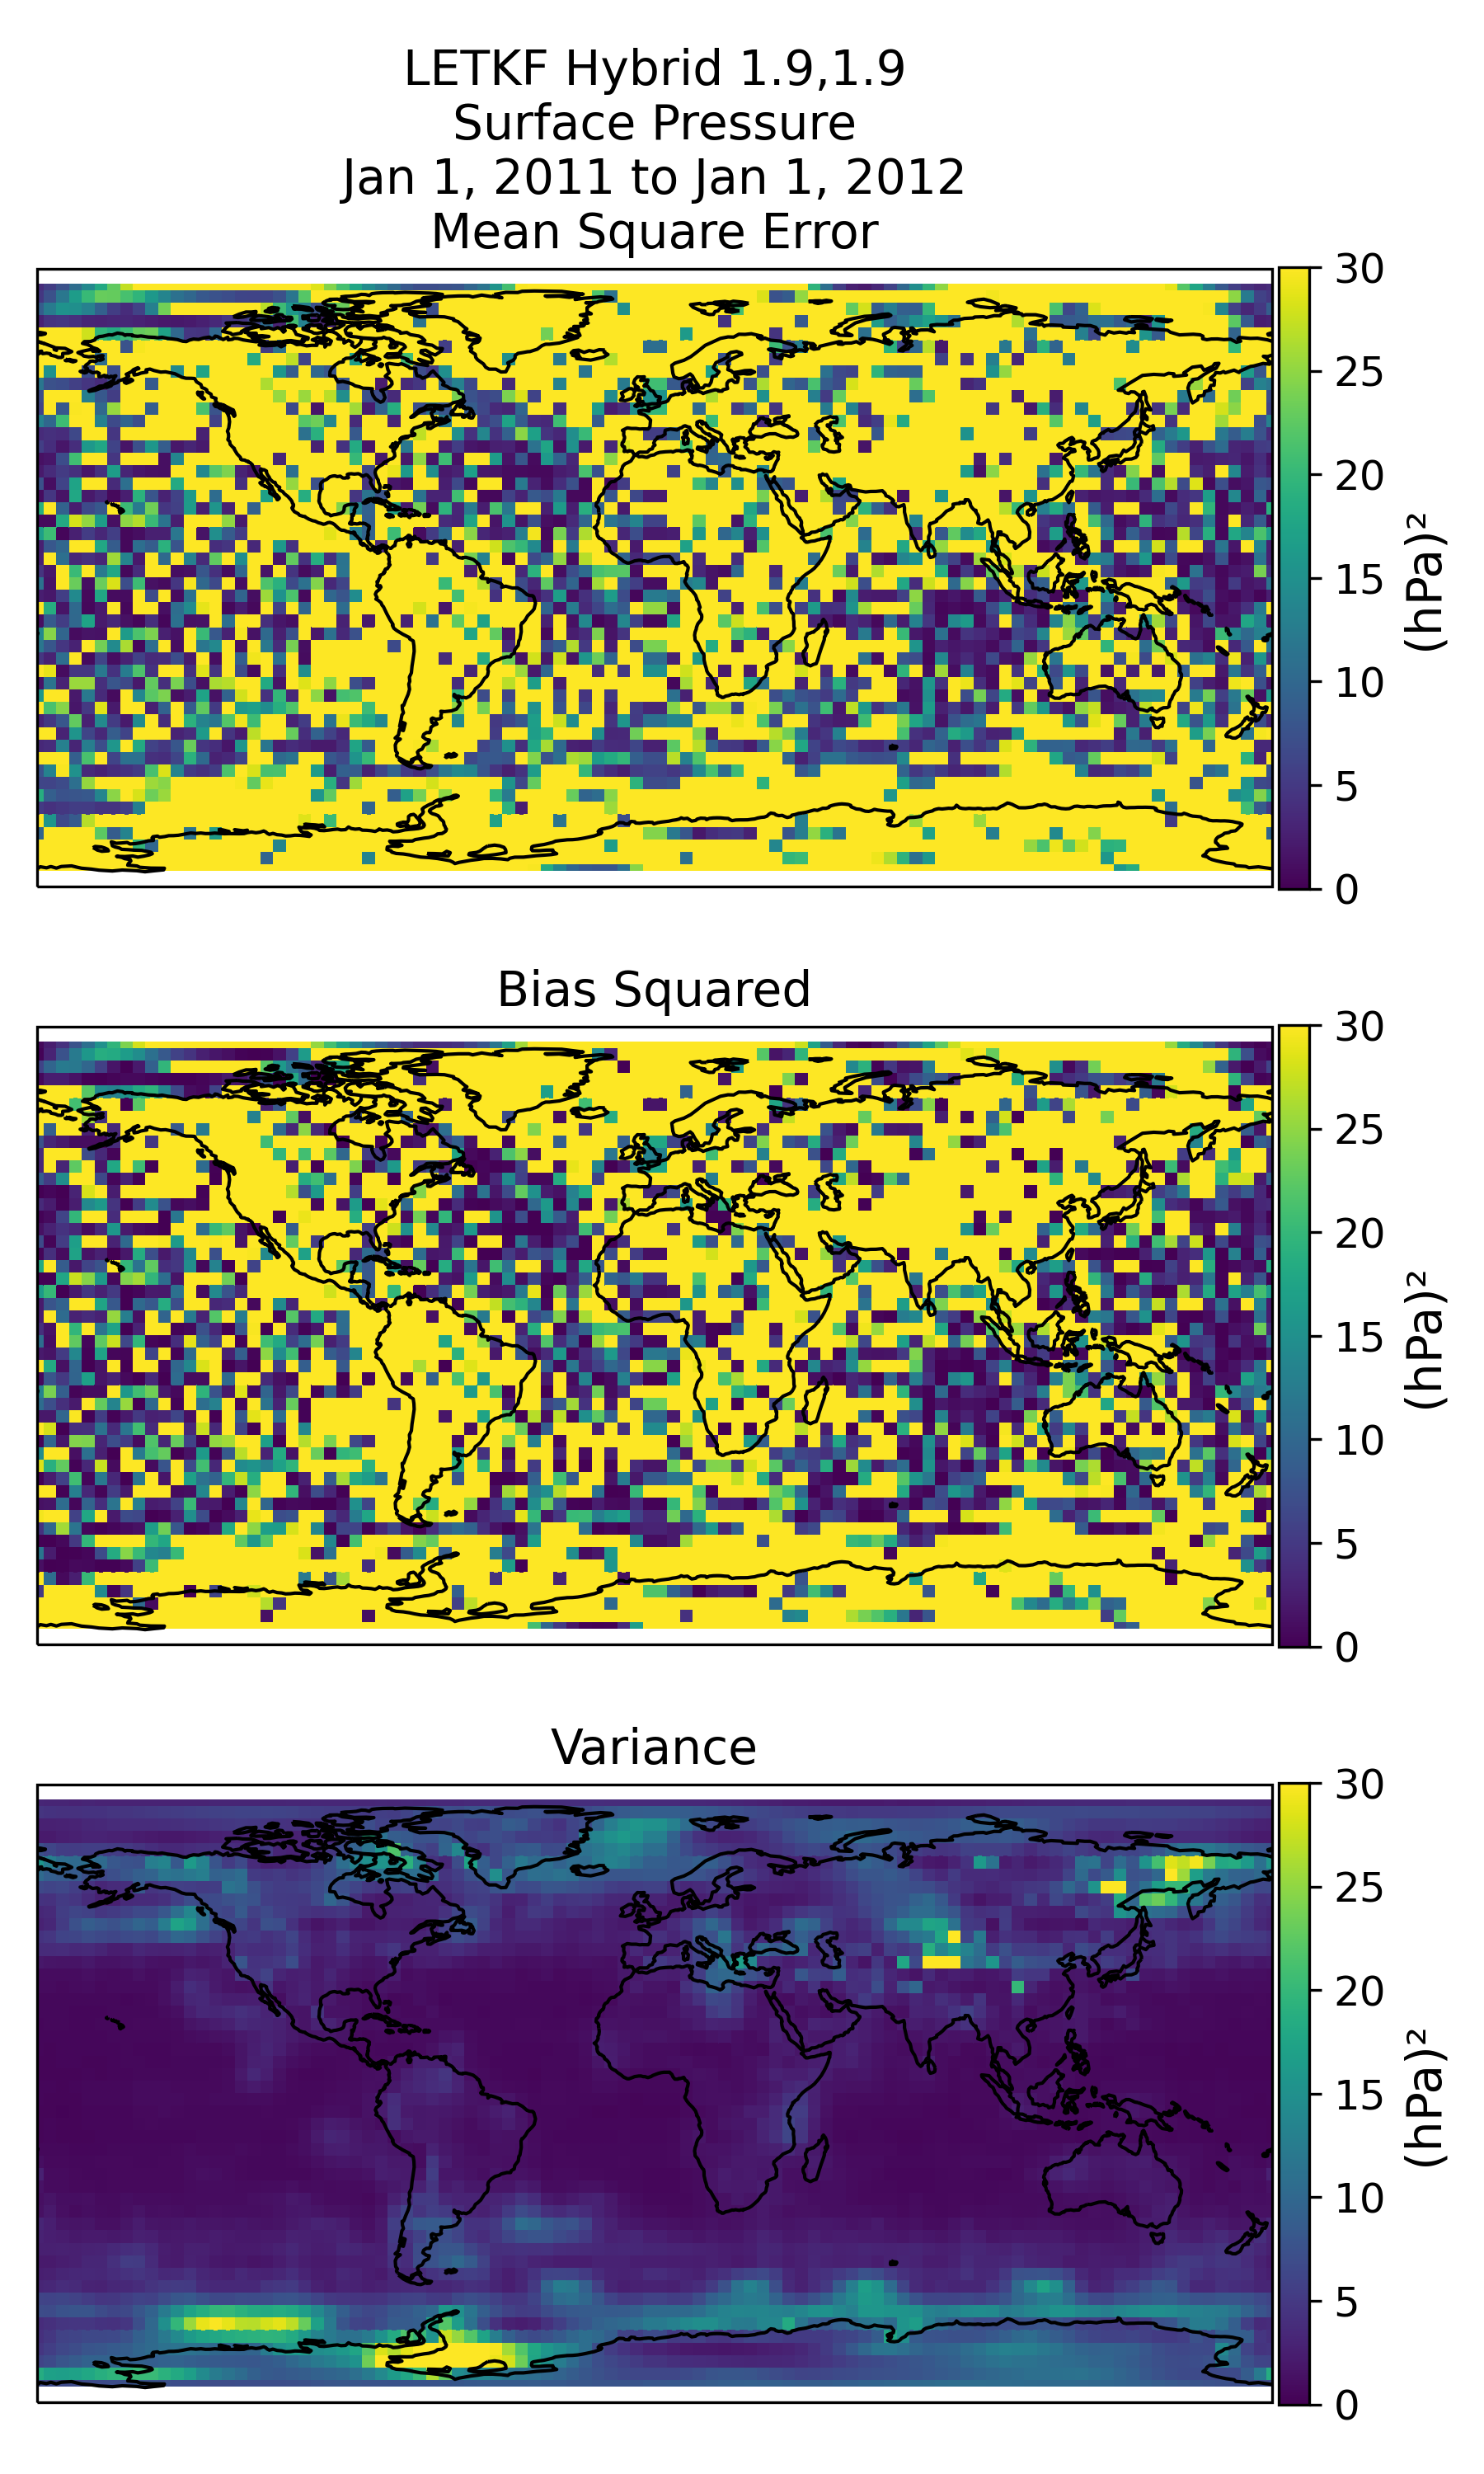 LETKF Hybrid 1.9,1.9
Surface Pressure
Jan 1, 2011 to Jan 1, 2012
Mean Square Error
30
25
20
15
10
5
0
(hPa)²
Bias Squared
30
25
20
15
10
5
0
(hPa)²
Variance
30
25
20
15
10
5
0
(hPa)²